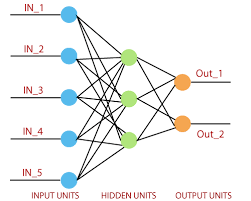 IN_1
IN_2
Out_1
IN_3
IN_4
Out_2
IN_5
INPUT UNITS HIDDEN UNITS OUTPUT UNITS